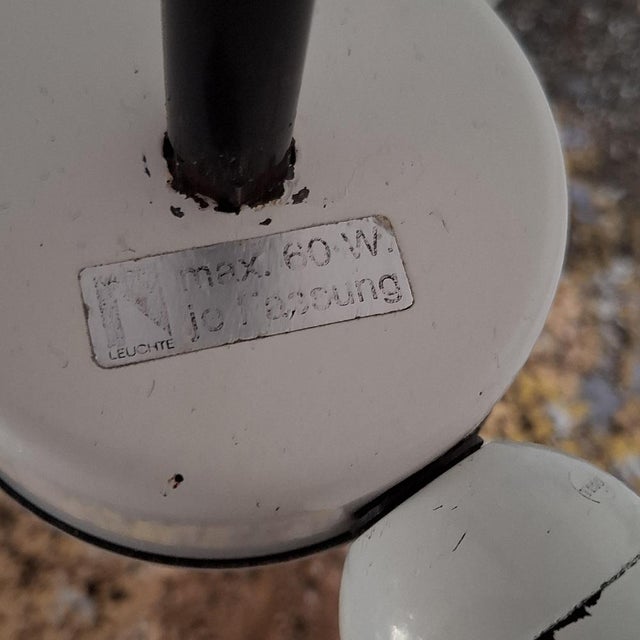 max. 60 W
je Fassung
LEUCHTE